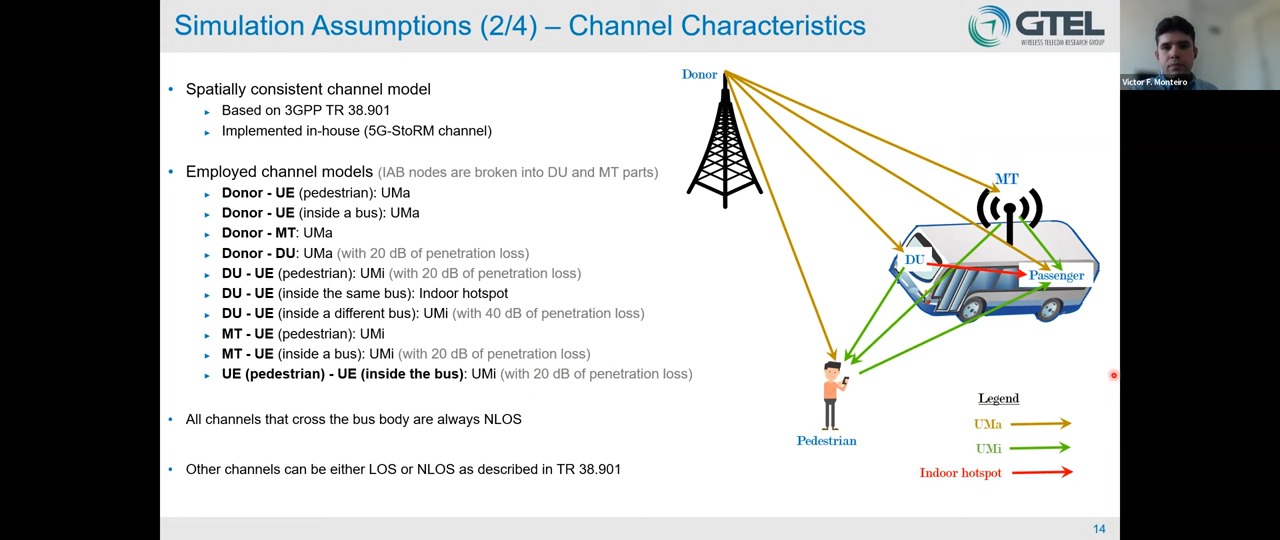 Simulation Assumptions (2/4) – Channel Characteristics
GTEL
WIRELESS TELECOM RESEARCH GROUP
Victor F. Monteiro
• Spatially consistent channel model
Based on 3GPP TR 38.901
Implemented in-house (5G-StoRM channel)
• Employed channel models (IAB nodes are broken into DU and MT parts)
Donor - UE (pedestrian): UMa
Donor - UE (inside a bus): UMa
Donor - MT: UMa
Donor - DU: UMa (with 20 dB of penetration loss)
DU - UE (pedestrian): UMi (with 20 dB of penetration loss)
DU - UE (inside the same bus): Indoor hotspot
DU - UE (inside a different bus): UMi (with 40 dB of penetration loss)
MT - UE (pedestrian): UMi
MT - UE (inside a bus): UMi (with 20 dB of penetration loss)
UE (pedestrian) - UE (inside the bus): UMi (with 20 dB of penetration loss)
• All channels that cross the bus body are always NLOS
• Other channels can be either LOS or NLOS as described in TR 38.901
Donor
MT
DU
Passenger
Pedestrian
Legend
UMa
UMi
Indoor hotspot
14